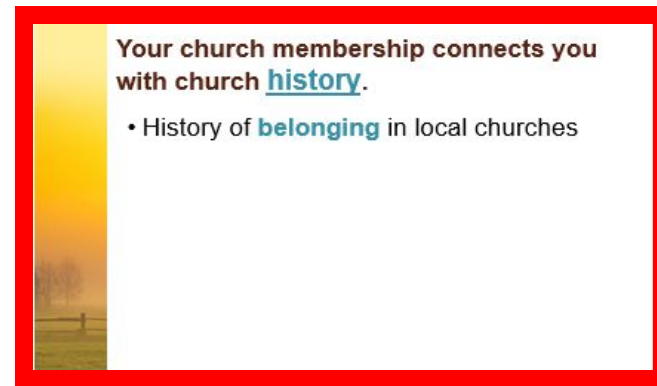 Your church membership connects you
with church history.
• History of belonging in local churches